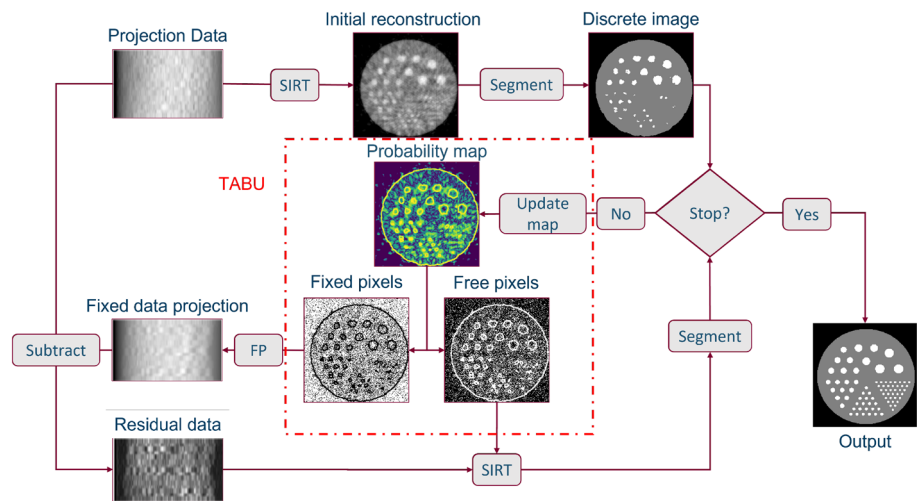 Projection Data
Initial reconstruction
Discrete image
SIRT
Segment
Probability map
TABU
Update
map
No
Stop?
Yes
Fixed pixels
Free pixels
Fixed data projection
Subtract
FP
Segment
Residual data
SIRT
Output